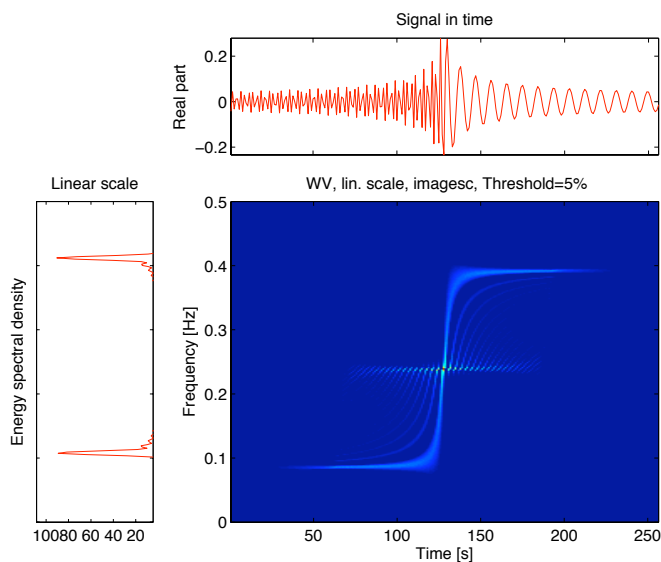 Signal in time
0.2
0
−0.2
Real part
Linear scale
WV, lin. scale, imagesc, Threshold=5%
Energy spectral density
100 80 60 40 20
0.5
0.4
0.3
0.2
0.1
0
Frequency [Hz]
50 100 150 200 250
Time [s]